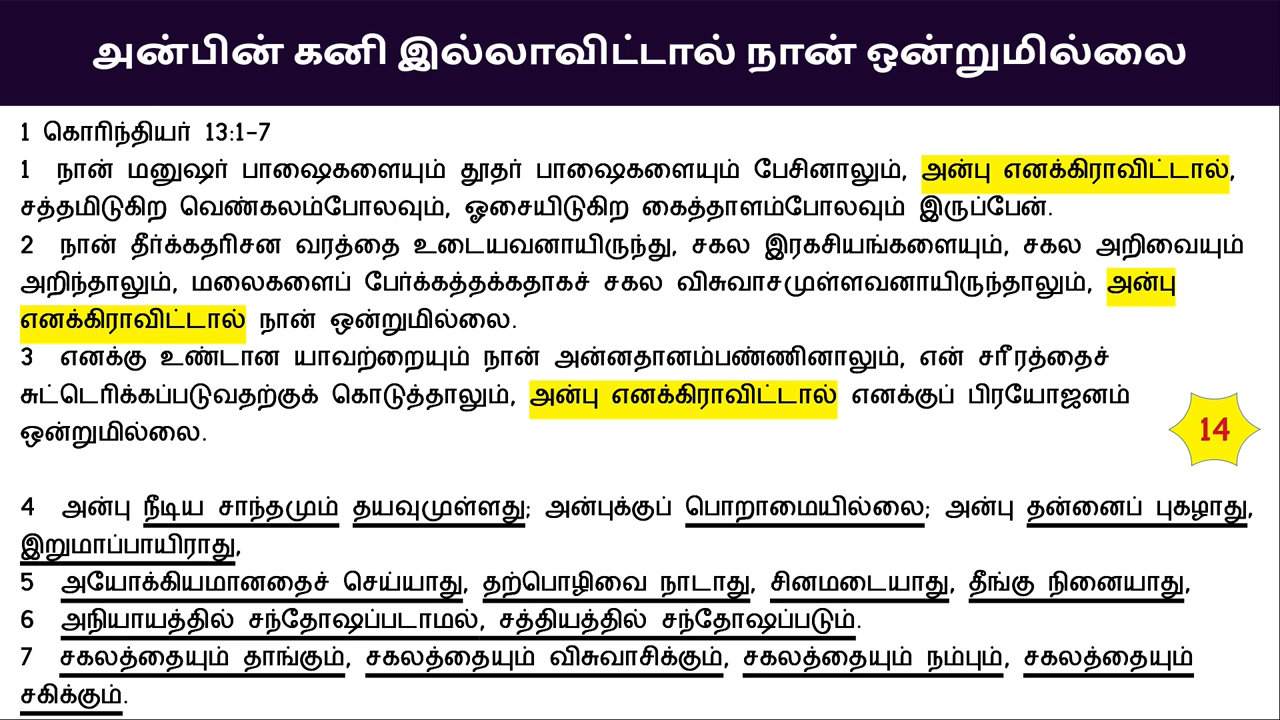 அன்பின் கனி இல்லாவிட்டால் நான் ஒன்றுமில்லை
1 கொரிந்தியர் 13:1-7
1 நான் மனுஷர் பாஷைகளையும் தூதர் பாஷைகளையும் பேசினாலும், அன்பு எனக்கிராவிட்டால்,
சத்தமிடுகிற வெண்கலம்போலவும், ஓசையிடுகிற கைத்தாளம்போலவும் இருப்பேன்.
2 நான் தீர்க்கதரிசன வரத்தை உடையவனாயிருந்து, சகல இரகசியங்களையும், சகல அறிவையும்
அறிந்தாலும், மலைகளைப் பேர்க்கத்தக்கதாகச் சகல விசுவாசமுள்ளவனாயிருந்தாலும், அன்பு
எனக்கிராவிட்டால் நான் ஒன்றுமில்லை.
3 எனக்கு உண்டான யாவற்றையும் நான் அன்னதானம்பண்ணினாலும், என் சரீரத்தைச்
சுட்டெரிக்கப்படுவதற்குக் கொடுத்தாலும், அன்பு எனக்கிராவிட்டால் எனக்குப் பிரயோஜனம்
ஒன்றுமில்லை.
14
4 அன்பு நீடிய சாந்தமும் தயவுமுள்ளது; அன்புக்குப் பொறாமையில்லை; அன்பு தன்னைப் புகழாது,
இறுமாப்பாயிராது,
5 அயோக்கியமானதைச் செய்யாது, தற்பொழிவை நாடாது, சினமடையாது, தீங்கு நினையாது,
6 அநியாயத்தில் சந்தோஷப்படாமல், சத்தியத்தில் சந்தோஷப்படும்.
7 சகலத்தையும் தாங்கும், சகலத்தையும் விசுவாசிக்கும், சகலத்தையும் நம்பும், சகலத்தையும்
சகிக்கும்.